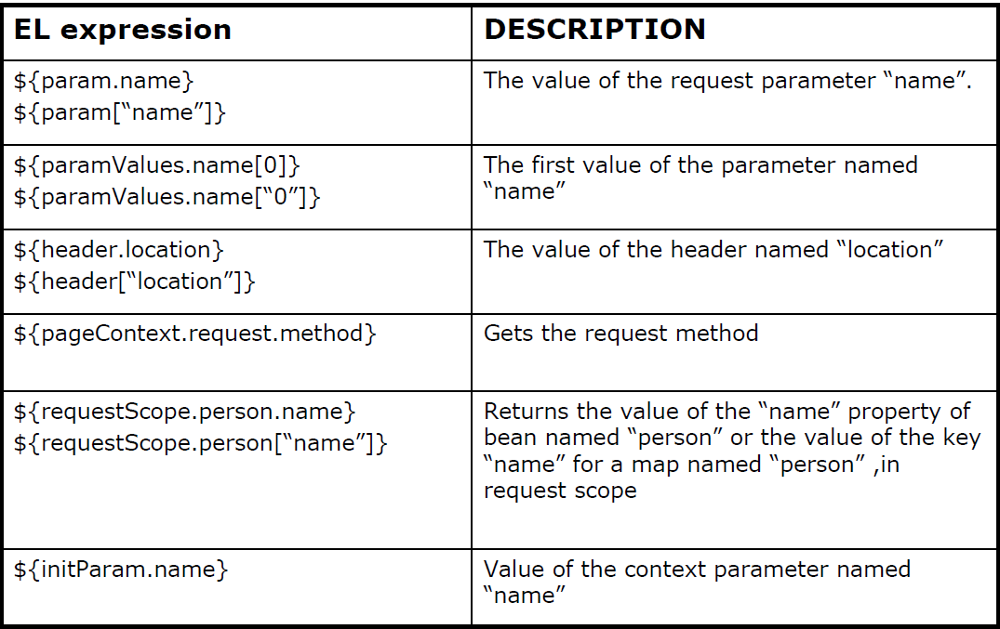 EL expression
DESCRIPTION
${param.name}
${param[“name”]}
The value of the request parameter “name”.
${paramValues.name[0]}
${paramValues.name[“0”]}
The first value of the parameter named
“name”
${header.location}
${header[“location”]}
The value of the header named “location”
${pageContext.request.method}
Gets the request method
${requestScope.person.name}
${requestScope.person[“name”]}
Returns the value of the “name” property of
bean named “person” or the value of the key
“name” for a map named “person” ,in
request scope
${initParam.name}
Value of the context parameter named
“name”